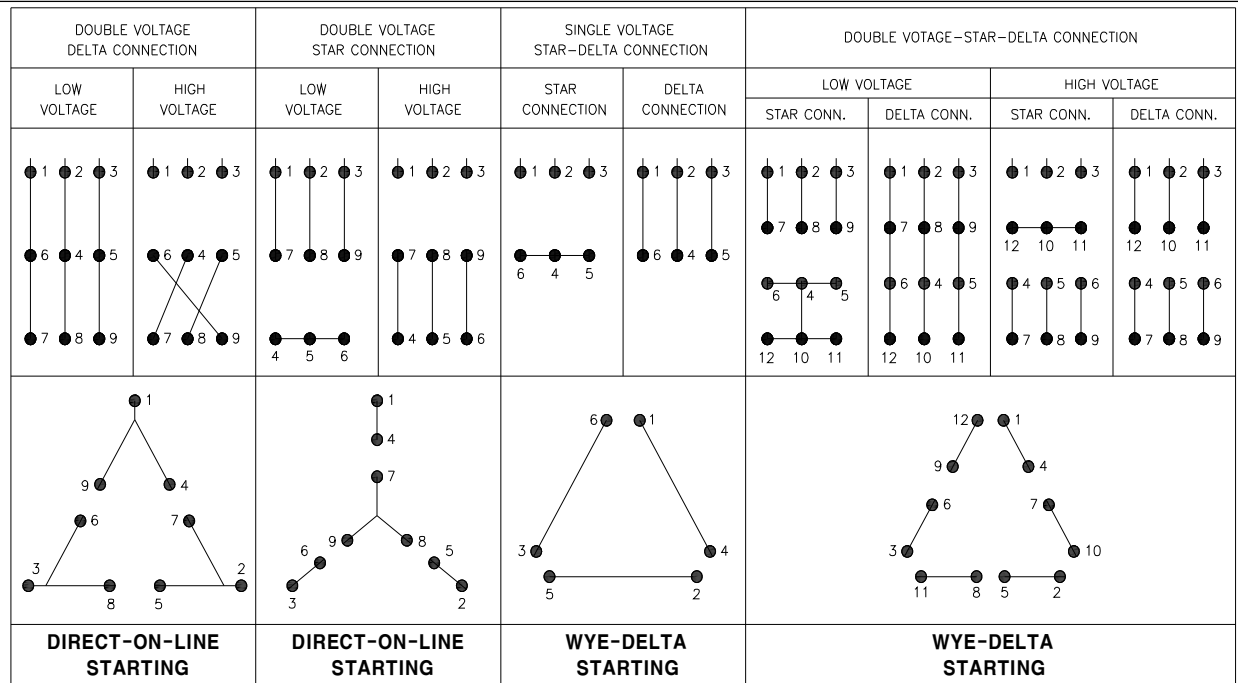 DOUBLE VOLTAGE
DELTA CONNECTION
DOUBLE VOLTAGE
STAR CONNECTION
SINGLE VOLTAGE
STAR-DELTA CONNECTION
DOUBLE VOTAGE-STAR-DELTA CONNECTION
LOW
VOLTAGE
HIGH
VOLTAGE
LOW
VOLTAGE
HIGH
VOLTAGE
STAR
CONNECTION
DELTA
CONNECTION
LOW VOLTAGE
HIGH VOLTAGE
STAR CONN.
DELTA CONN.
STAR CONN.
DELTA CONN.
1 2 3
6 4 5
7 8 9
1 2 3
6 4 5
7 8 9
1 2 3
7 8 9
4 5 6
1 2 3
7 8 9
4 5 6
1 2 3
6 4 5
1 2 3
6 4 5
1 2 3
7 8 9
6 4 5
12 10 11
1 2 3
7 8 9
6 4 5
12 10 11
1 2 3
12 10 11
4 5 6
7 8 9
1 2 3
12 10 11
4 5 6
7 8 9
1
9 4
6 7
3 2
8 5
1
4
7
9 8
6 5
3 2
6 1
3 4
5 2
12 1
9 4
6 7
3 10
11 8 5 2
DIRECT-ON-LINE
STARTING
DIRECT-ON-LINE
STARTING
WYE-DELTA
STARTING
WYE-DELTA
STARTING